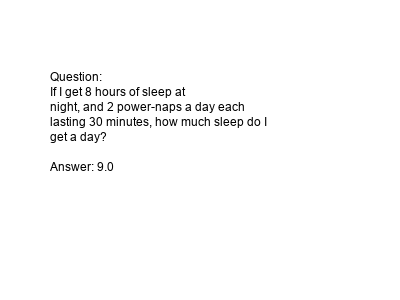 Question:
If I get 8 hours of sleep at
night, and 2 power-naps a day each
lasting 30 minutes, how much sleep do I
get a day?
Answer: 9.0